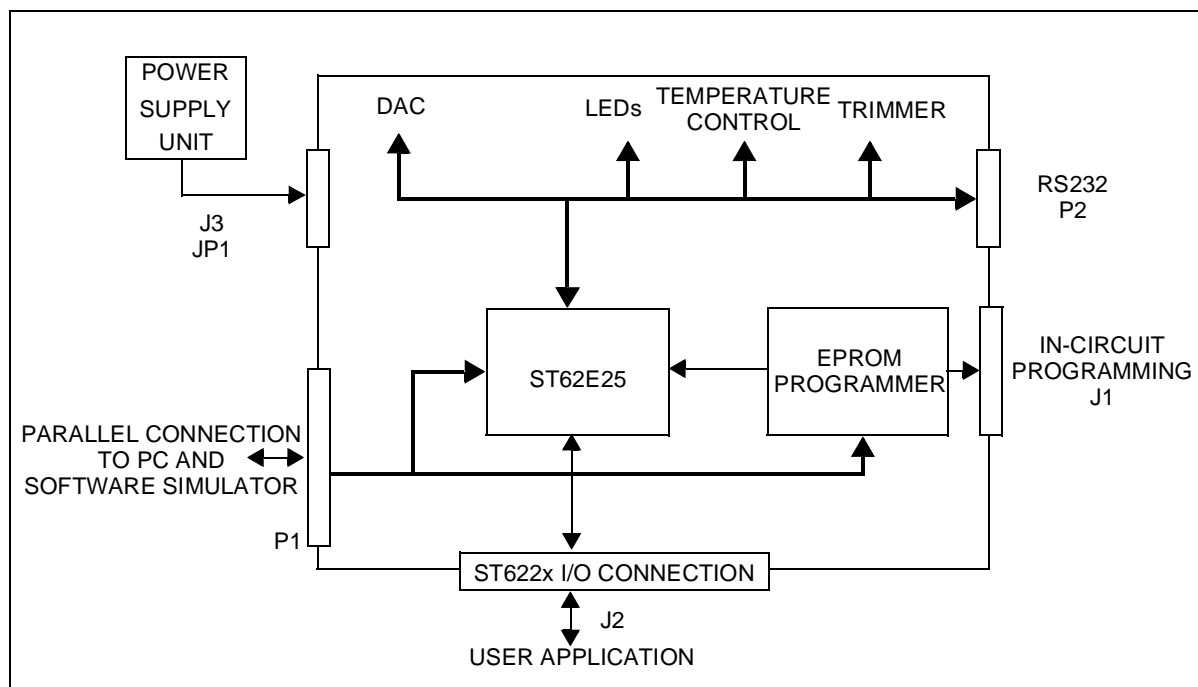 POWER
SUPPLY
UNIT
DAC
LEDs
TEMPERATURE
CONTROL
TRIMMER
J3
JP1
RS232
P2
ST62E25
EPROM
PROGRAMMER
IN-CIRCUIT
PROGRAMMING
J1
PARALLEL CONNECTION
TO PC AND
SOFTWARE SIMULATOR
P1
ST622x I/O CONNECTION
J2
USER APPLICATION